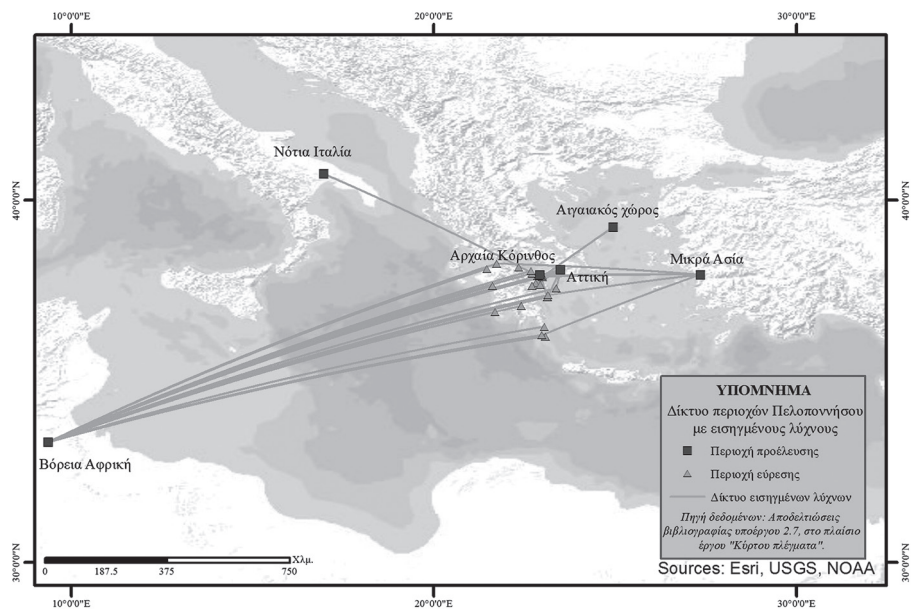 10°0'0"E
20°0'0"E
30°0'0"E
40°0'0"N
40°0'0"N
Νότια Ιταλία
Αιγαιακός χώρος
Αρχαία Κόρινθος
Μικρά Ασία
Αττική
Βόρεια Αφρική
ΥΠΟΜΝΗΜΑ
Δίκτυο περιοχών Πελοποννήσου
με εισηγμένους λύχνους
Περιοχή προέλευσης
Περιοχή εύρεσης
Δίκτυο εισηγμένων λύχνων
Πηγή δεδομένων: Αποδελτιώσεις
βιβλιογραφίας υποέργου 2.7, στο πλαίσιο
έργου "Κύρτου πλέγματα".
Χλμ.
0 187.5 375 750
Sources: Esri, USGS, NOAA
30°0'0"N
30°0'0"N
10°0'0"E
20°0'0"E
30°0'0"E